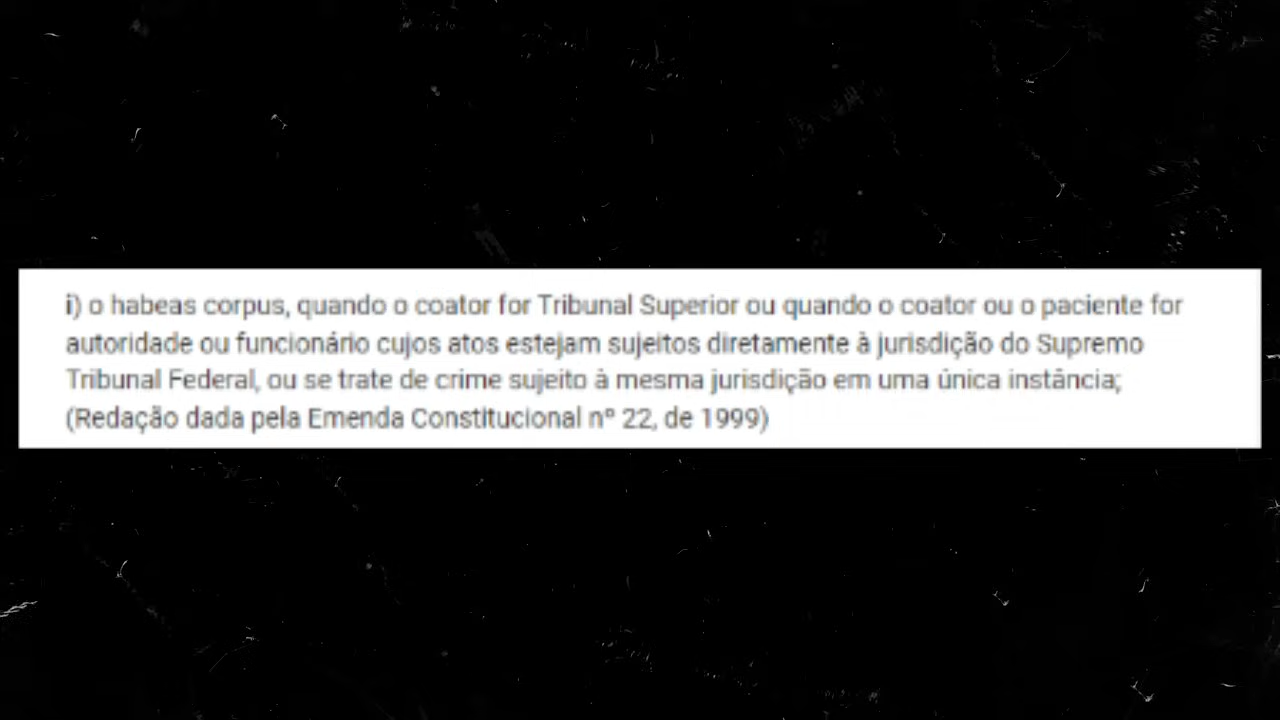 i) o habeas corpus, quando o coator for Tribunal Superior ou quando o coator ou o paciente for
autoridade ou funcionário cujos atos estejam sujeitos diretamente à jurisdição do Supremo
Tribunal Federal, ou se trate de crime sujeito à mesma jurisdição em uma única instância;
(Redação dada pela Emenda Constitucional nº 22, de 1999)